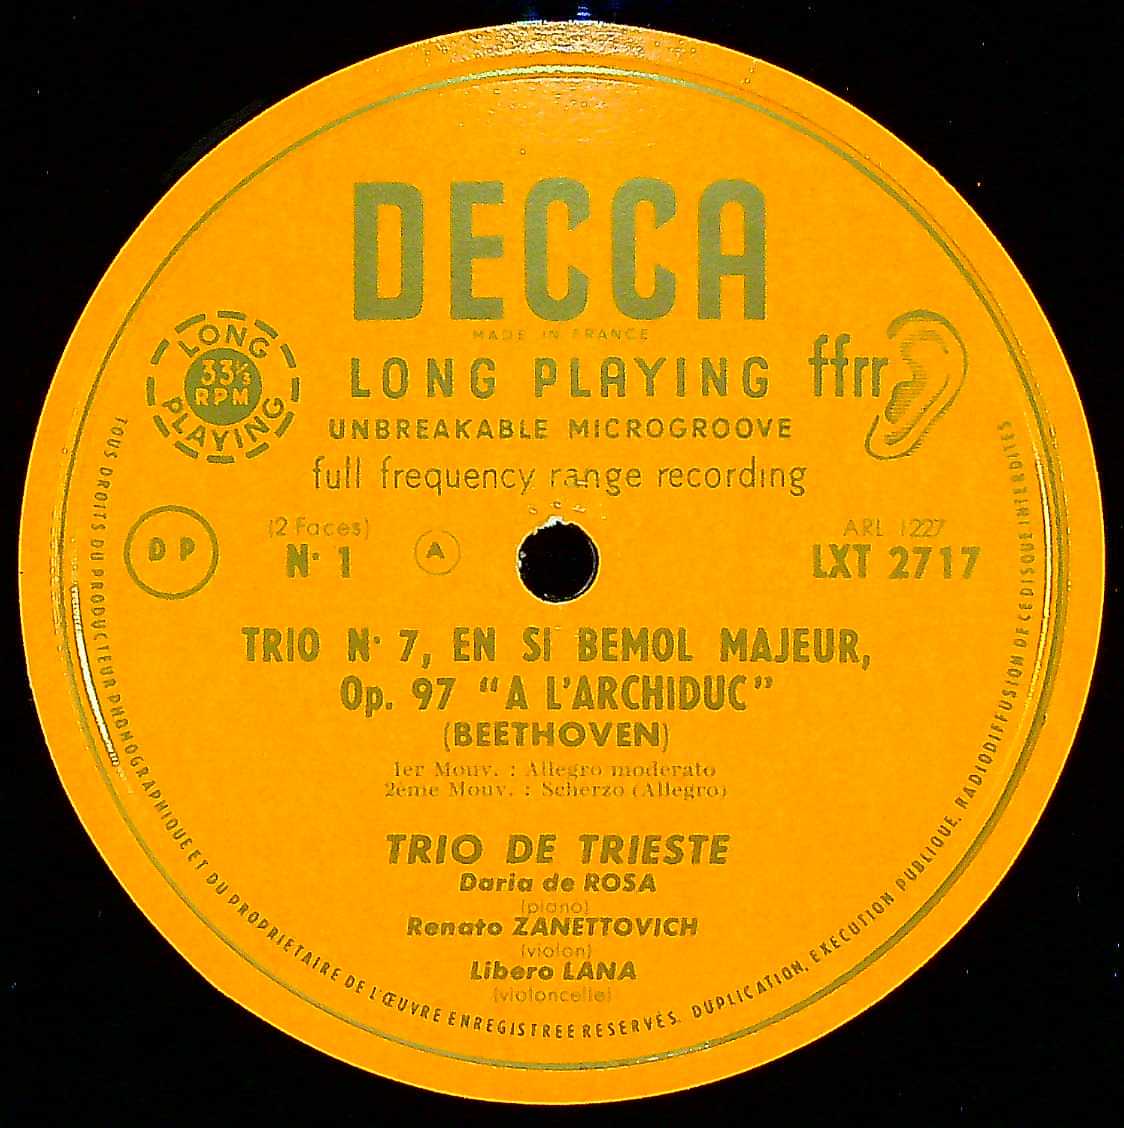 DECCA
MADE IN FRANCE
LONG PLAYING
33⅓
RPM
LONG PLAYING
ffrr
UNBREAKABLE MICROGROOVE
full frequency range recording
D P
(2 Faces)
N° 1
A
ARL 1227
LXT 2717
TRIO N° 7, EN SI BEMOL MAJEUR,
Op. 97 “A L'ARCHIDUC”
(BEETHOVEN)
1er Mouv. : Allegro moderato
2éme Mouv. : Scherzo (Allegro)
TRIO DE TRIESTE
Daria de ROSA
(piano)
Renato ZANETTOVICH
(violon)
Libero LANA
(violoncelle)
TOUS DROITS DU PRODUCTEUR PHONOGRAPHIQUE ET DU PROPRIÉTAIRE DE L'ŒUVRE ENREGISTREE RESERVÉS. DUPLICATION, EXECUTION PUBLIQUE, RADIODIFFUSION DE CE DISQUE INTERDITES